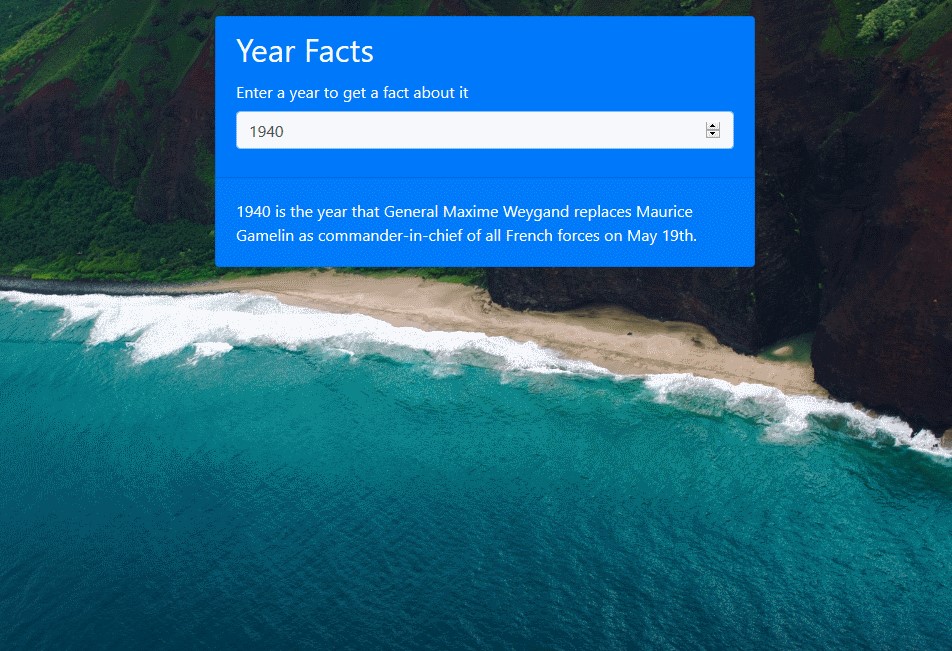 Year Facts
Enter a year to get a fact about it
1940
1940 is the year that General Maxime Weygand replaces Maurice
Gamelin as commander-in-chief of all French forces on May 19th.